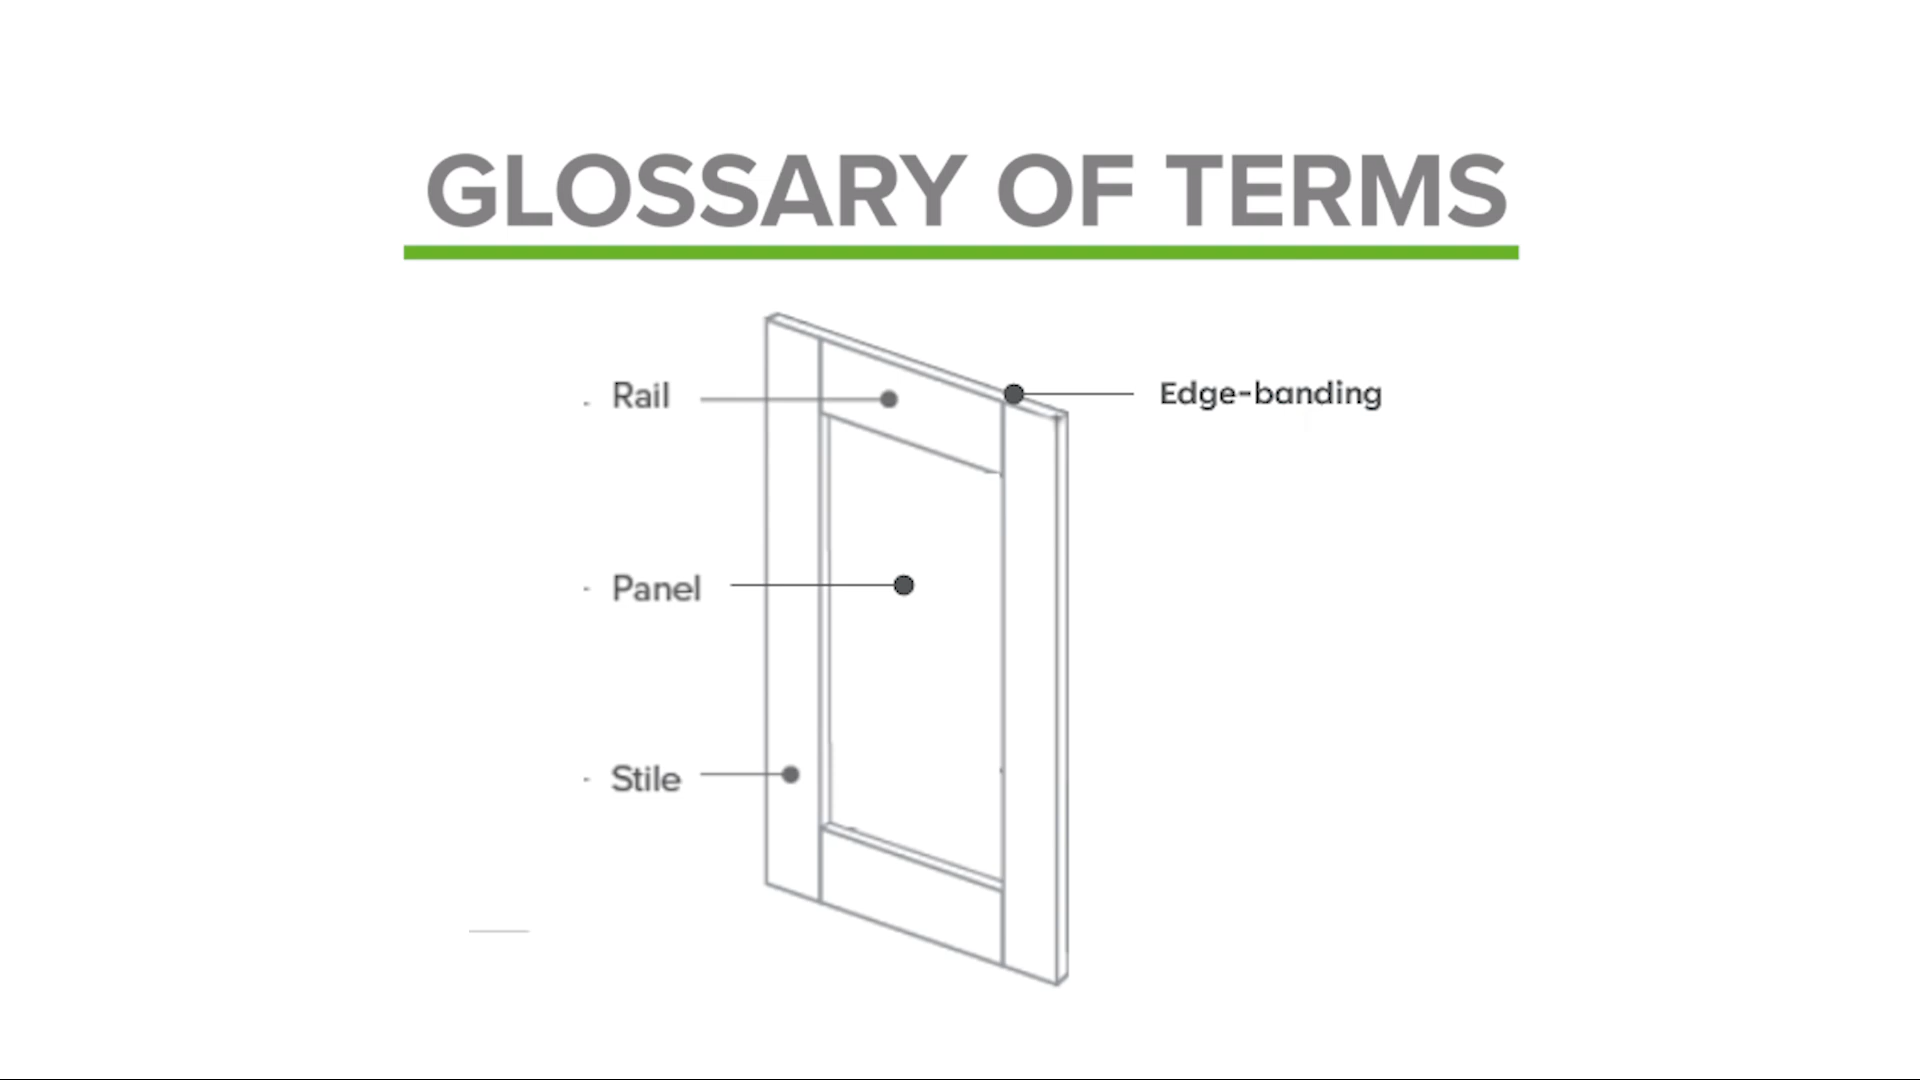 GLOSSARY OF TERMS
- Rail
Edge-banding
- Panel
- Stile